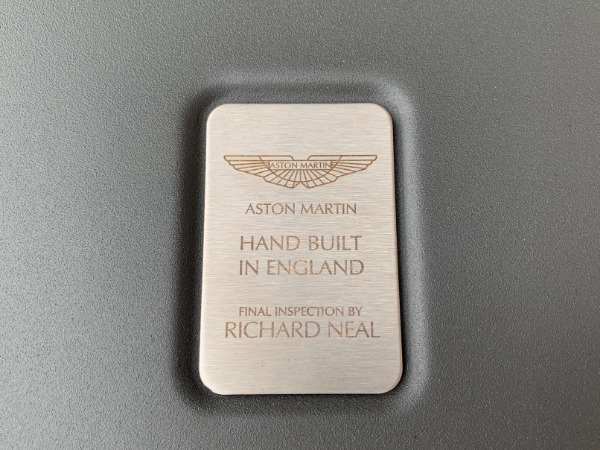 ASTON MARTIN
ASTON MARTIN
HAND BUILT
IN ENGLAND
FINAL INSPECTION BY
RICHARD NEAL